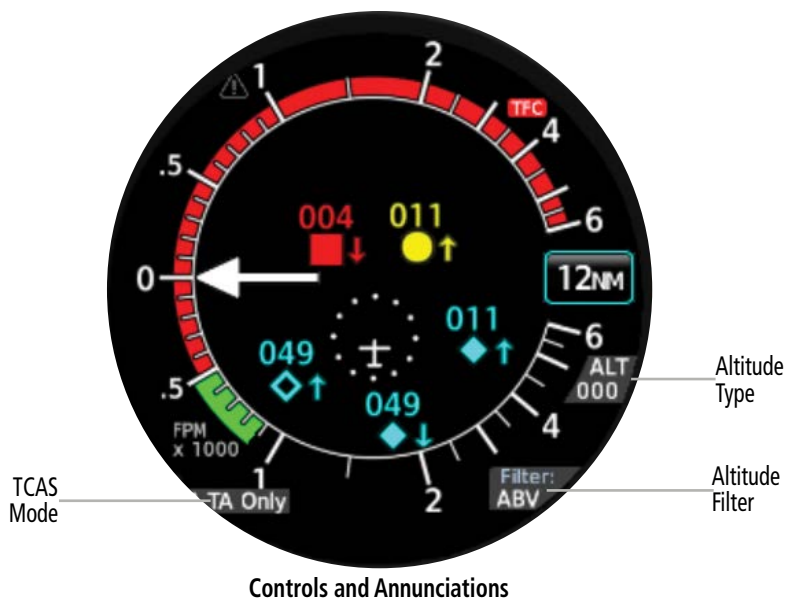 1
2
TFC
4
.5
6
004
011
0
12NM
011
6
049
ALT
000
Altitude
Type
.5
049
4
FPM
x 1000
1
2
Filter:
ABV
Altitude
Filter
TCAS
Mode
TA Only
Controls and Annunciations